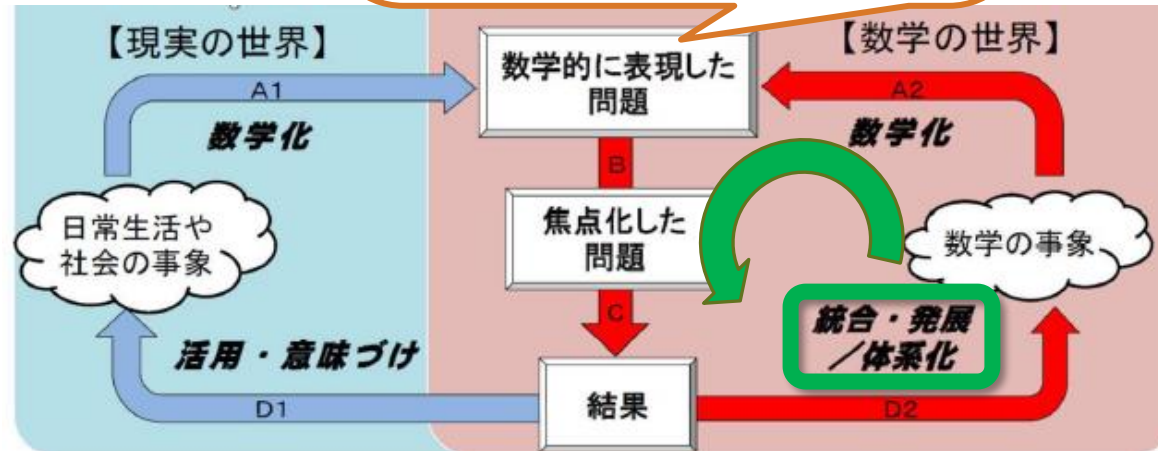 【現実の世界】
【数学の世界】
数学的に表現した
問題
A1
A2
数学化
数学化
B
日常生活や
社会の事象
焦点化した
問題
数学の事象
C
統合・発展
／体系化
活用・意味づけ
結果
D1
D2